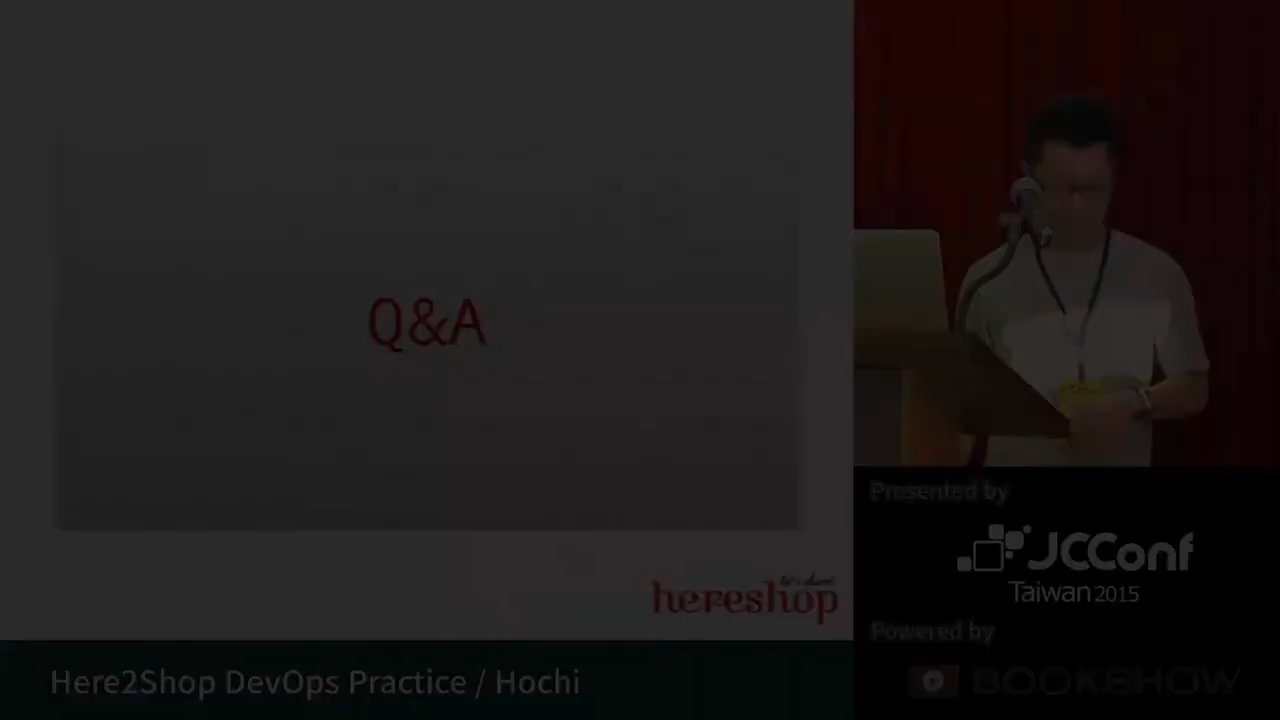 Q&A
hereshop
Here2Shop DevOps Practice / Hochi
Presented by
JCConf
Taiwan 2015
Powered by
BOOKSHOW